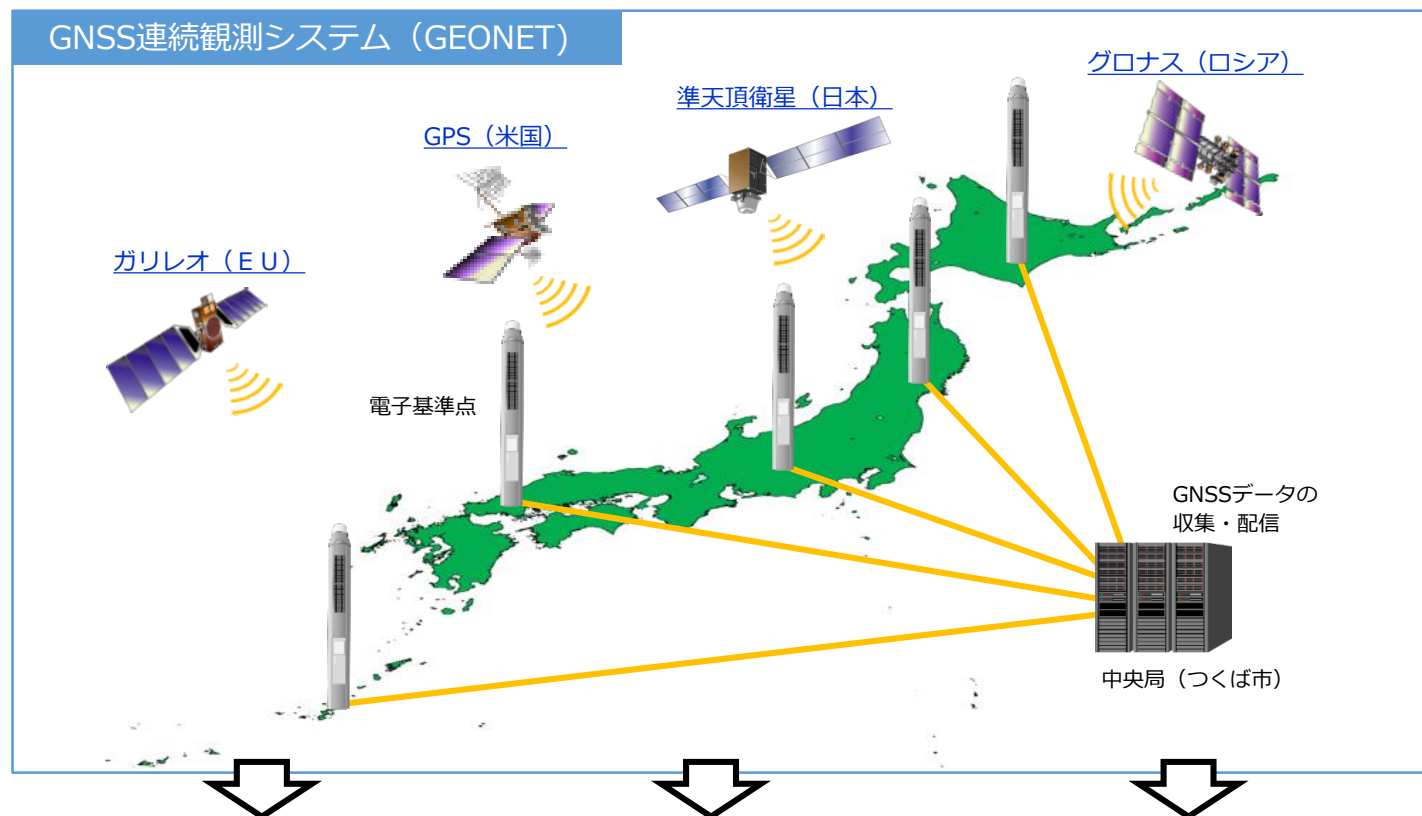 GNSS連続観測システム（GEONET)
グロナス（ロシア）
準天頂衛星（日本）
GPS（米国）
ガリレオ（ＥＵ）
電子基準点
GNSSデータの
収集・配信
中央局（つくば市）